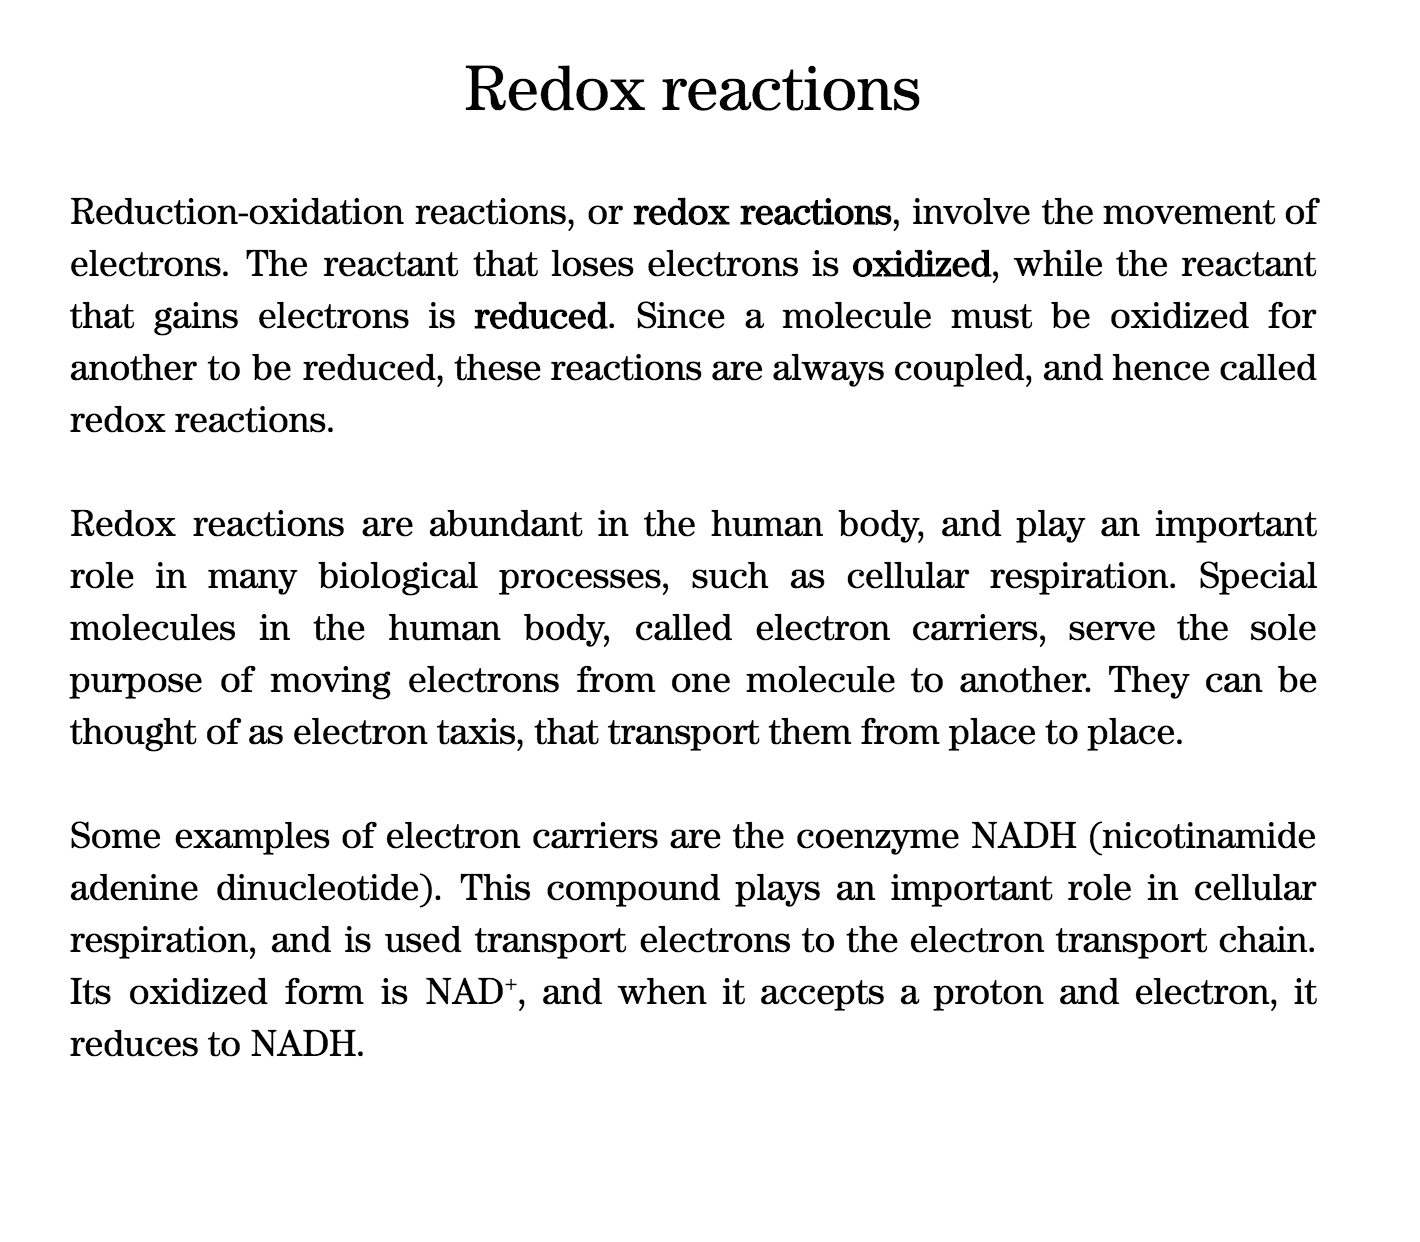 Redox reactions
Reduction-oxidation reactions, or redox reactions, involve the movement of
electrons. The reactant that loses electrons is oxidized, while the reactant
that gains electrons is reduced. Since a molecule must be oxidized for
another to be reduced, these reactions are always coupled, and hence called
redox reactions.
Redox reactions are abundant in the human body, and play an important
role in many biological processes, such as cellular respiration. Special
molecules in the human body, called electron carriers, serve the sole
purpose of moving electrons from one molecule to another. They can be
thought of as electron taxis, that transport them from place to place.
Some examples of electron carriers are the coenzyme NADH (nicotinamide
adenine dinucleotide). This compound plays an important role in cellular
respiration, and is used transport electrons to the electron transport chain.
Its oxidized form is NAD⁺, and when it accepts a proton and electron, it
reduces to NADH.